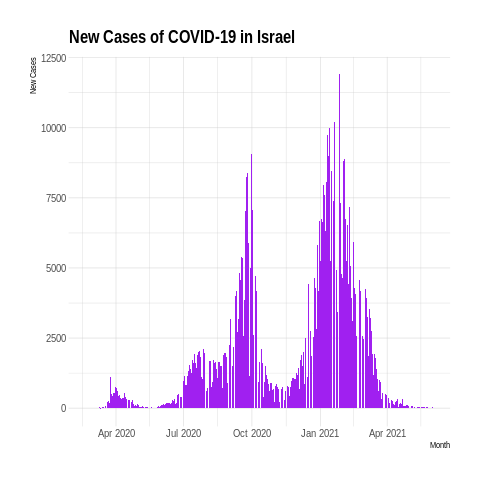 New Cases of COVID-19 in Israel
New Cases
12500
10000
7500
5000
2500
0
Apr 2020 Jul 2020 Oct 2020 Jan 2021 Apr 2021
Month